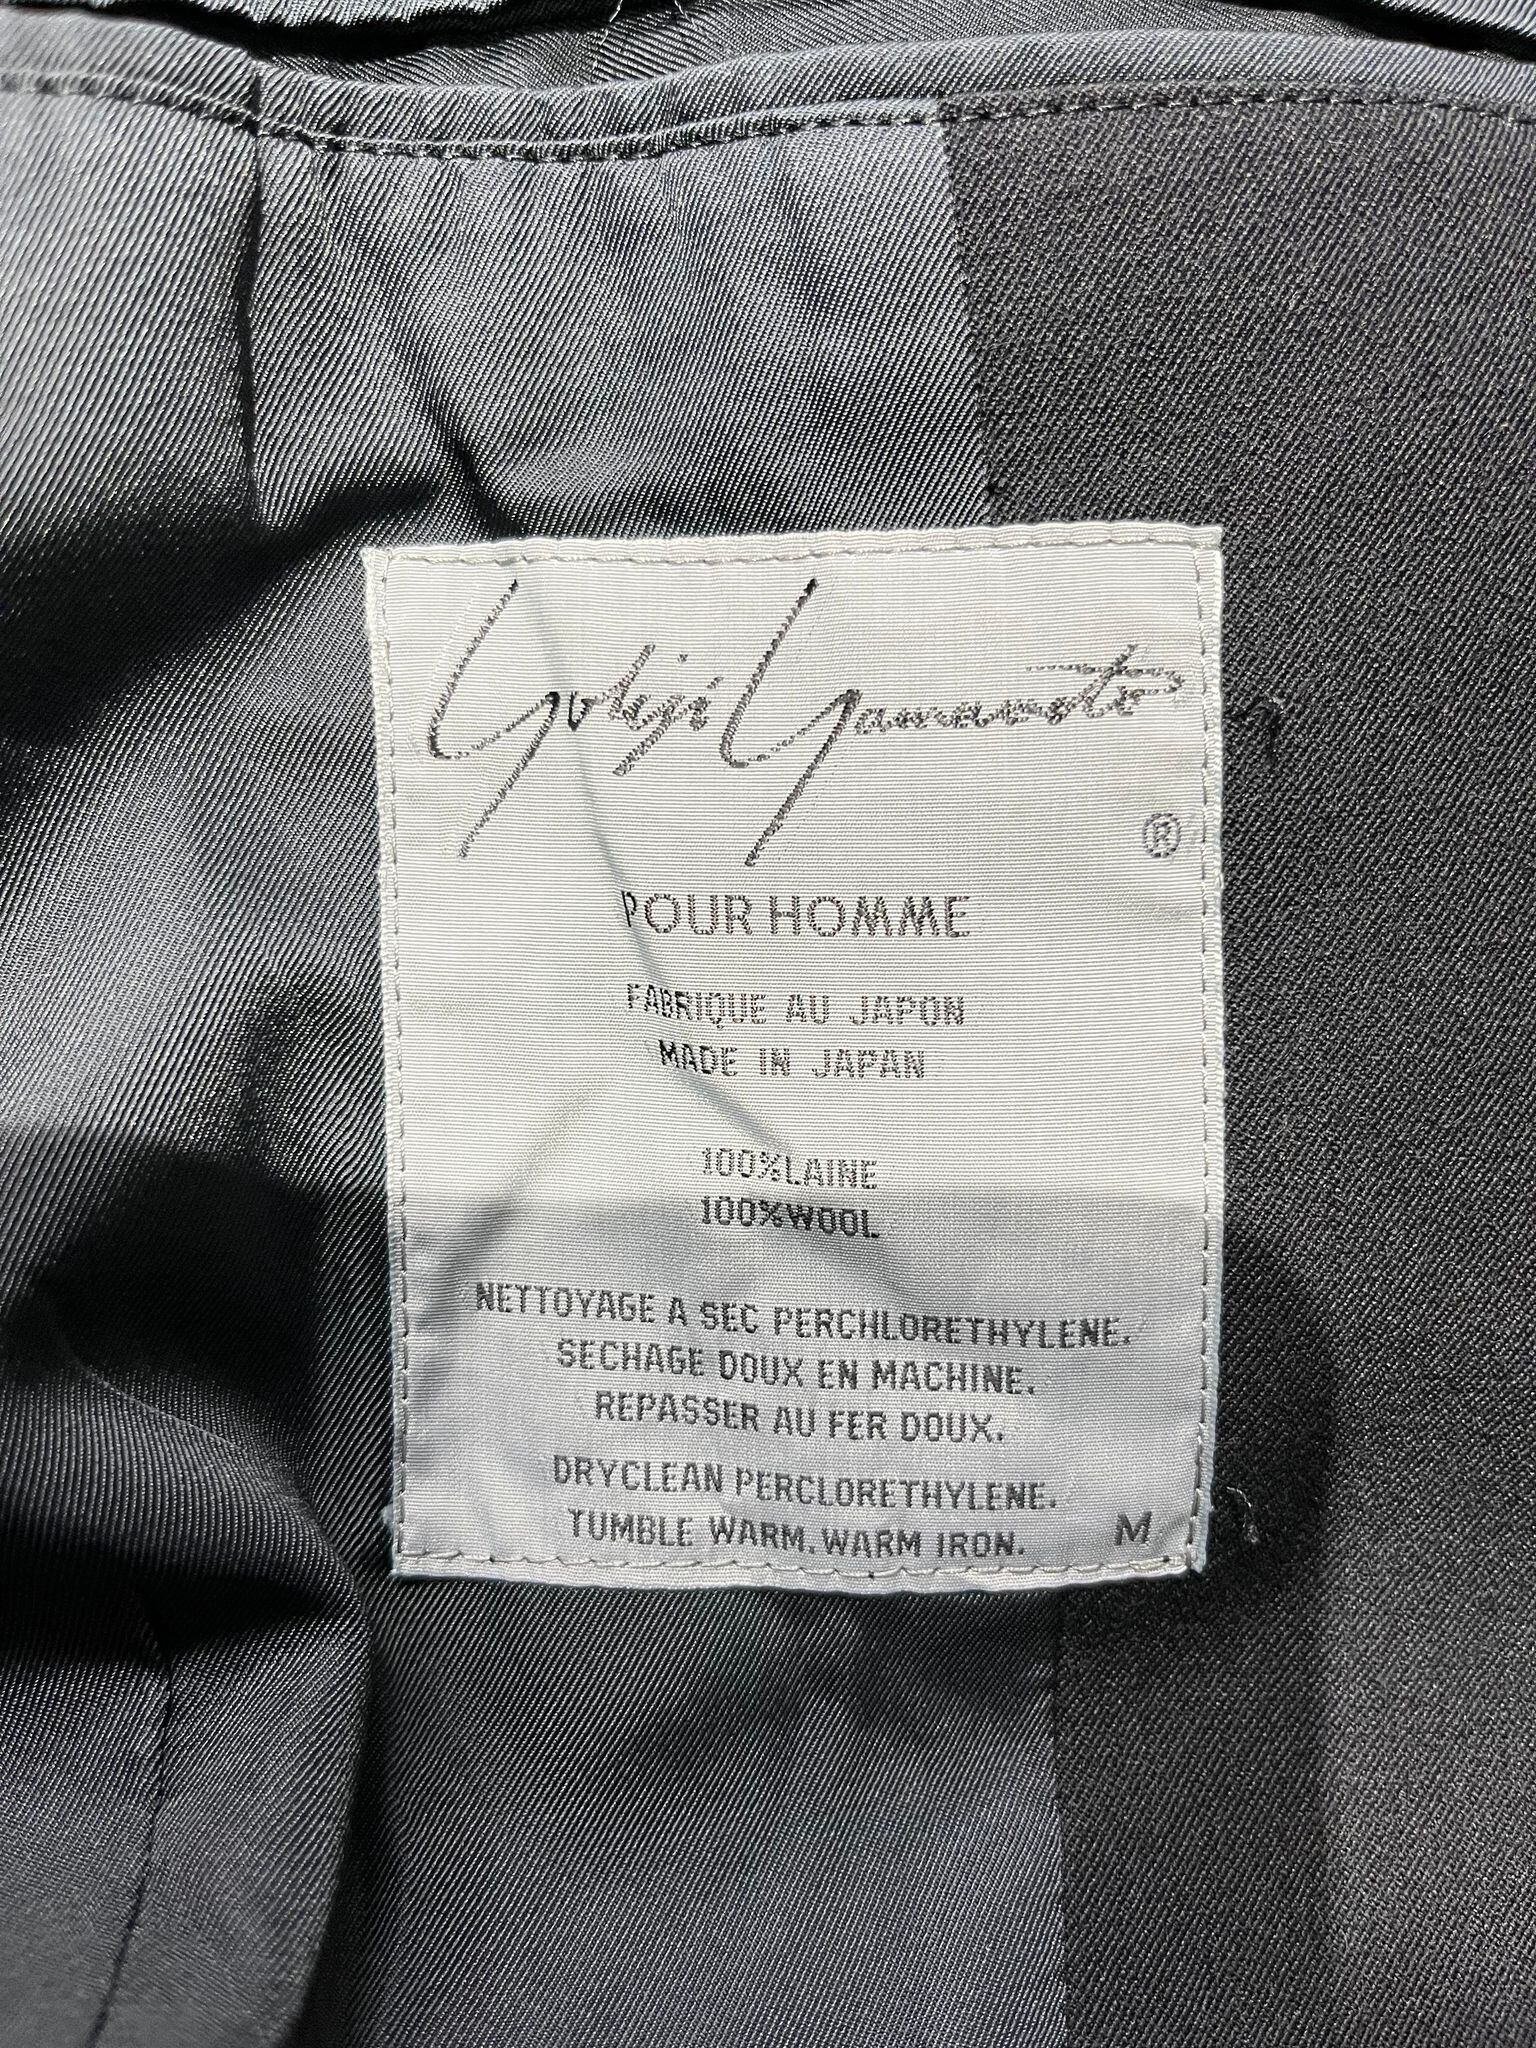 Yohji Yamamoto
®
POUR HOMME
FABRIQUE AU JAPON
MADE IN JAPAN
100%LAINE
100%WOOL
NETTOYAGE A SEC PERCHLORETHYLENE.
SECHAGE DOUX EN MACHINE.
REPASSER AU FER DOUX.
DRYCLEAN PERCLORETHYLENE.
TUMBLE WARM. WARM IRON. M